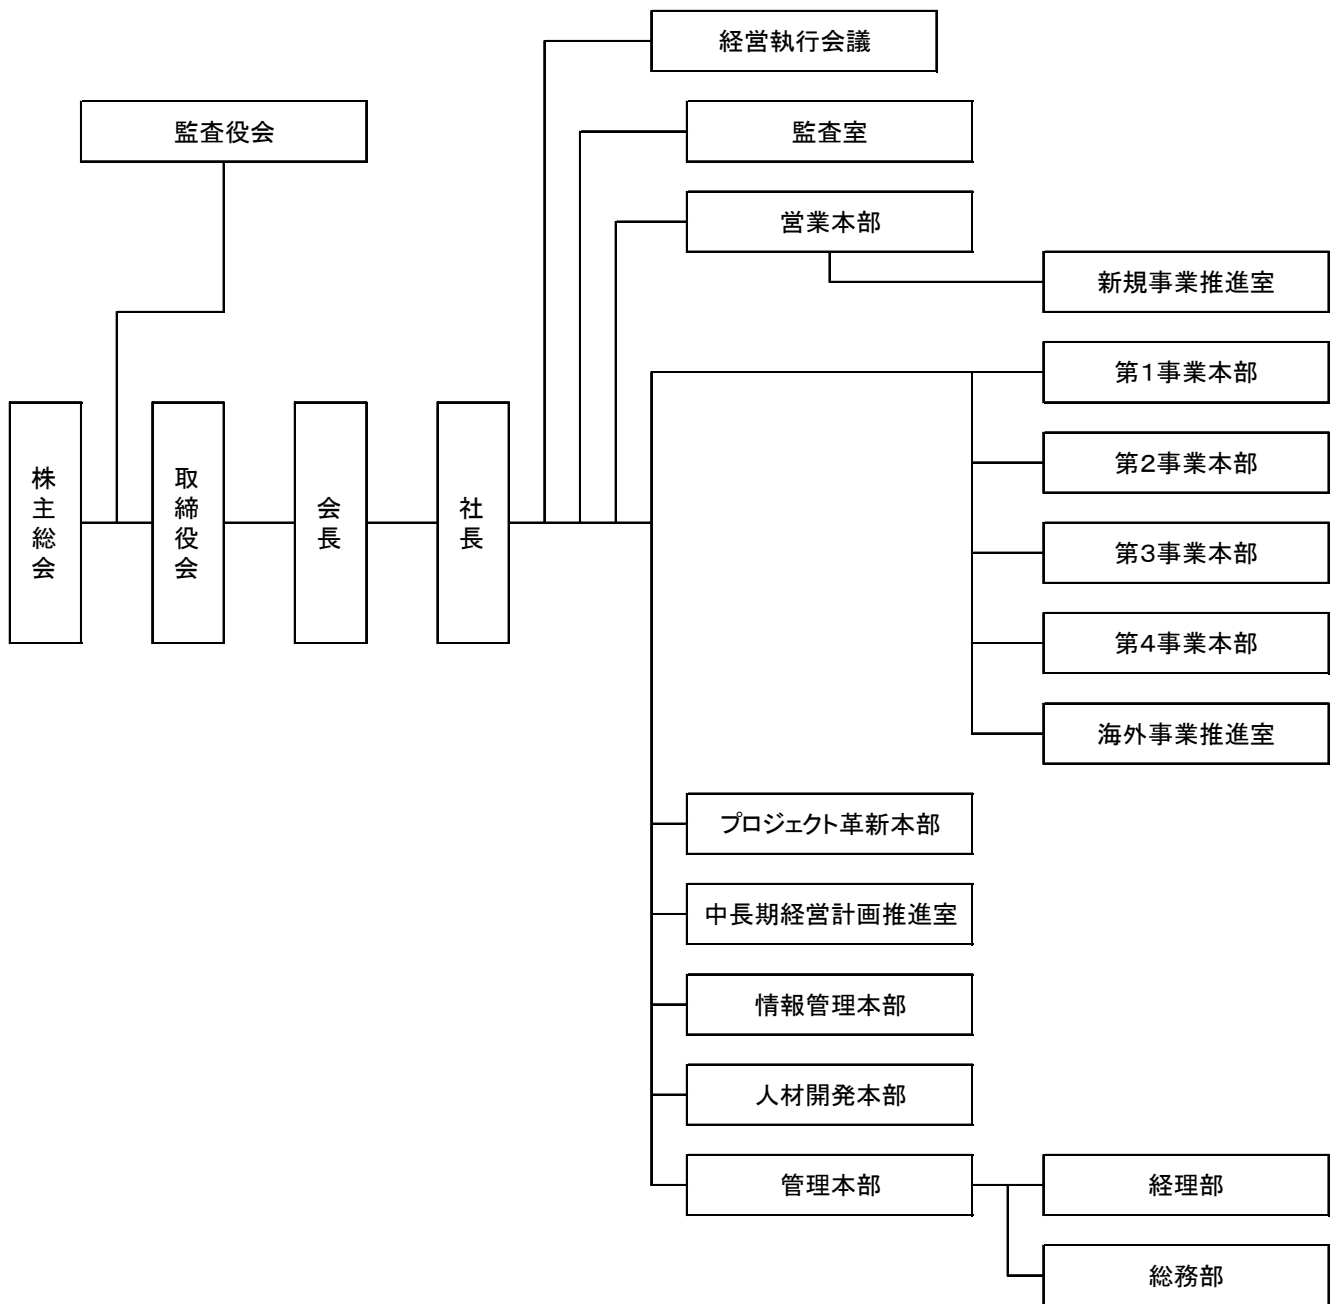 経営執行会議
監査役会
監査室
営業本部
新規事業推進室
第1事業本部
株主総会
取締役会
会長
社長
第2事業本部
第3事業本部
第4事業本部
海外事業推進室
プロジェクト革新本部
中長期経営計画推進室
情報管理本部
人材開発本部
管理本部
経理部
総務部